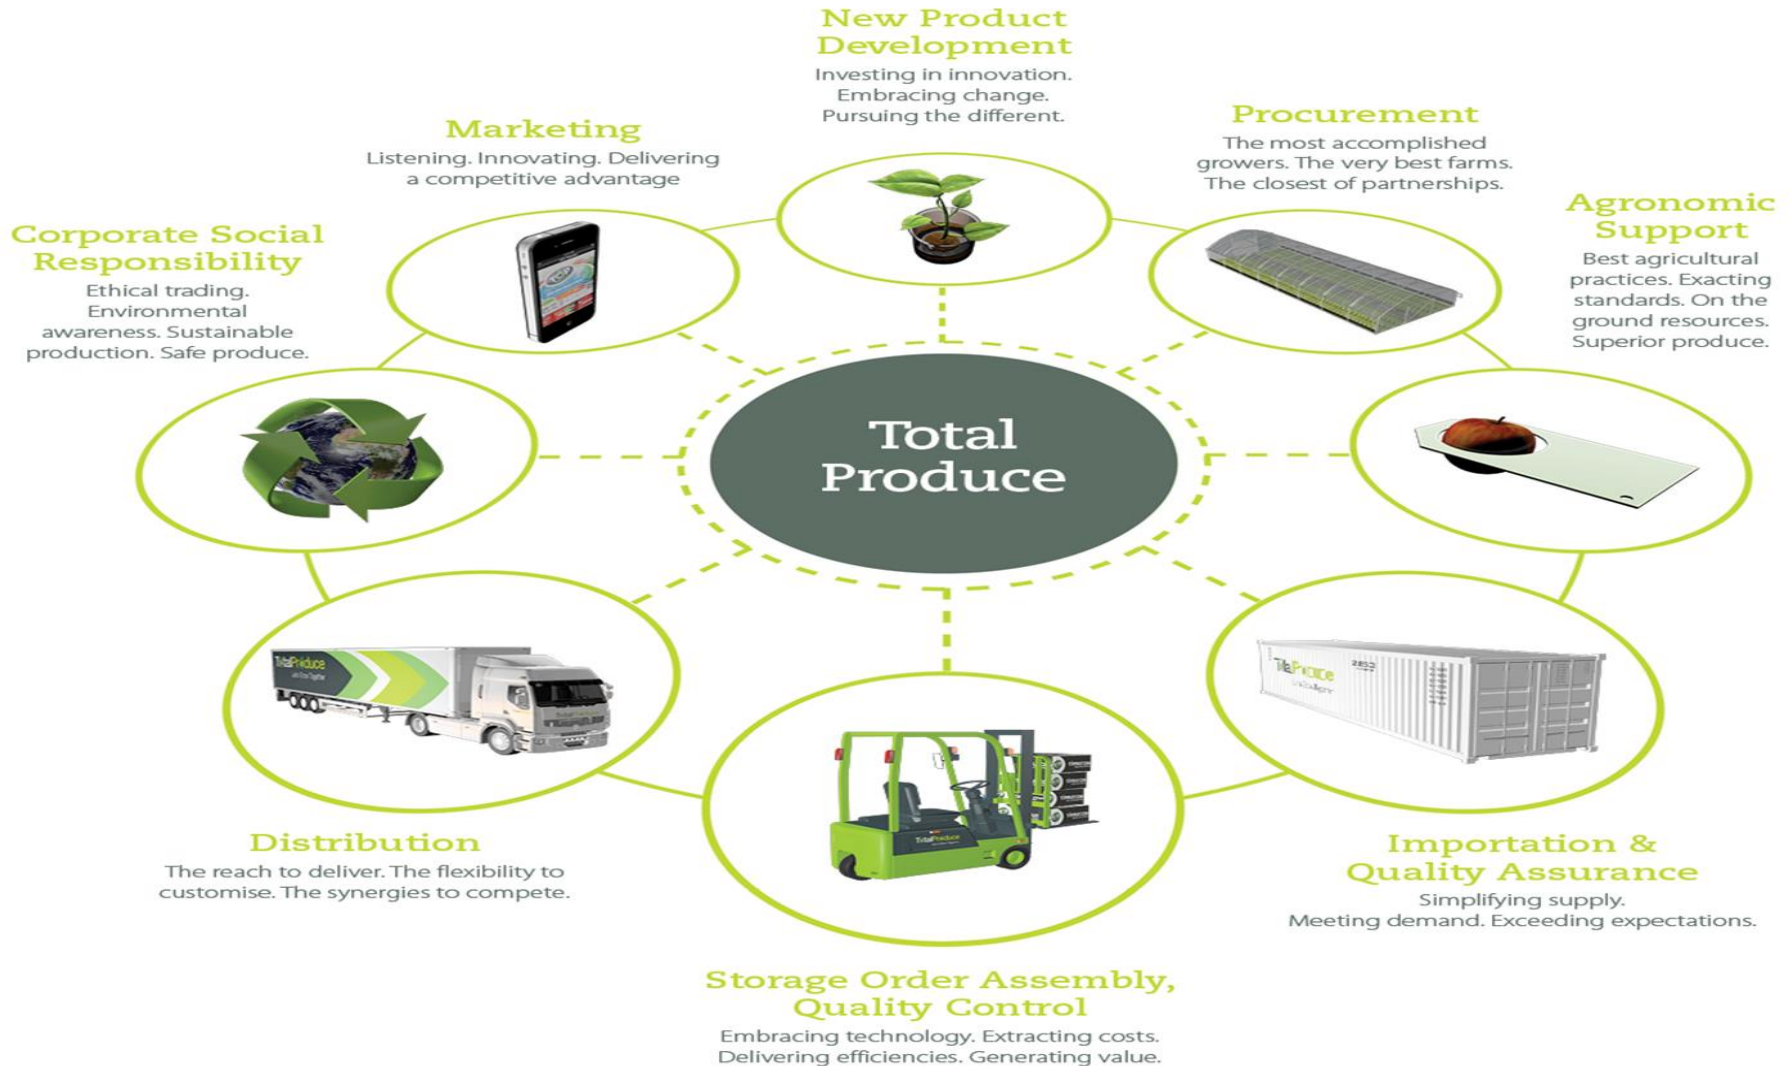 New Product
Development
Investing in innovation.
Embracing change.
Pursuing the different.
Marketing
Listening. Innovating. Delivering
a competitive advantage
Procurement
The most accomplished
growers. The very best farms.
The closest of partnerships.
Corporate Social
Responsibility
Ethical trading.
Environmental
awareness. Sustainable
production. Safe produce.
Agronomic
Support
Best agricultural
practices. Exacting
standards. On the
ground resources.
Superior produce.
Total
Produce
TotalProduce
TotalProduce
TotalProduce
Distribution
The reach to deliver. The flexibility to
customise. The synergies to compete.
Importation &
Quality Assurance
Simplifying supply.
Meeting demand. Exceeding expectations.
Storage Order Assembly,
Quality Control
Embracing technology. Extracting costs.
Delivering efficiencies. Generating value.